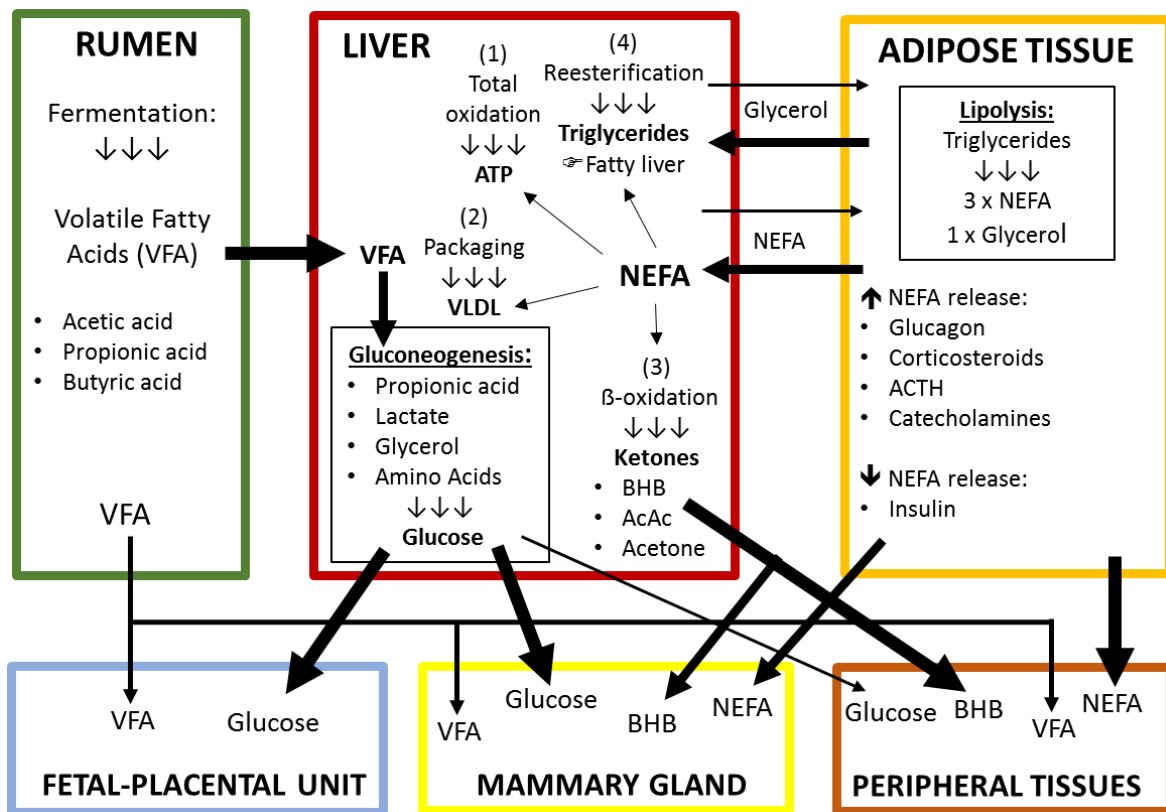 RUMEN
Fermentation:
↓↓↓
Volatile Fatty
Acids (VFA)
• Acetic acid
• Propionic acid
• Butyric acid
VFA
LIVER
(1)
Total
oxidation
↓↓↓
ATP
(4)
Reesterification
↓↓↓
Triglycerides
☞Fatty liver
(2)
Packaging
↓↓↓
VLDL
VFA
NEFA
Gluconeogenesis:
• Propionic acid
• Lactate
• Glycerol
• Amino Acids
↓↓↓
Glucose
(3)
ß-oxidation
↓↓↓
Ketones
• BHB
• AcAc
• Acetone
Glycerol
NEFA
ADIPOSE TISSUE
Lipolysis:
Triglycerides
↓↓↓
3 x NEFA
1 x Glycerol
🡹 NEFA release:
• Glucagon
• Corticosteroids
• ACTH
• Catecholamines
🡻 NEFA release:
• Insulin
VFA
Glucose
FETAL-PLACENTAL UNIT
VFA
Glucose
BHB
NEFA
MAMMARY GLAND
Glucose
BHB
VFA
NEFA
PERIPHERAL TISSUES